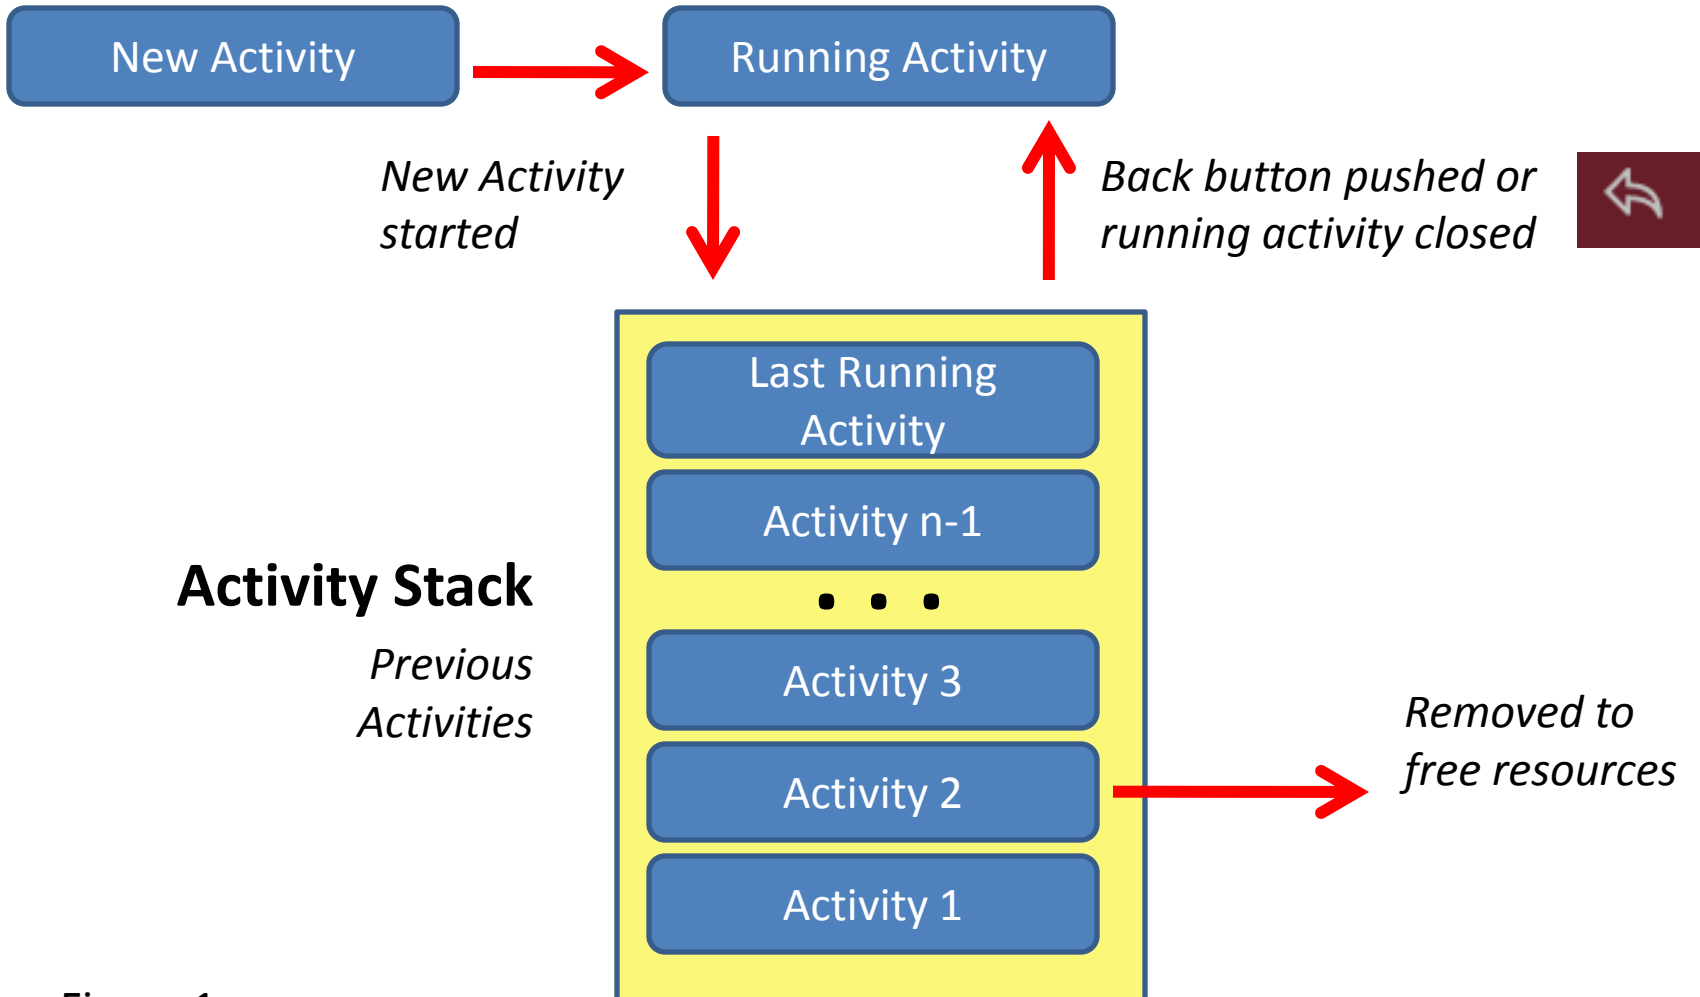 New Activity
Running Activity
New Activity
started
Back button pushed or
running activity closed
Last Running
Activity
Activity n-1
. . .
Activity Stack
Previous
Activities
Activity 3
Activity 2
Activity 1
Removed to
free resources